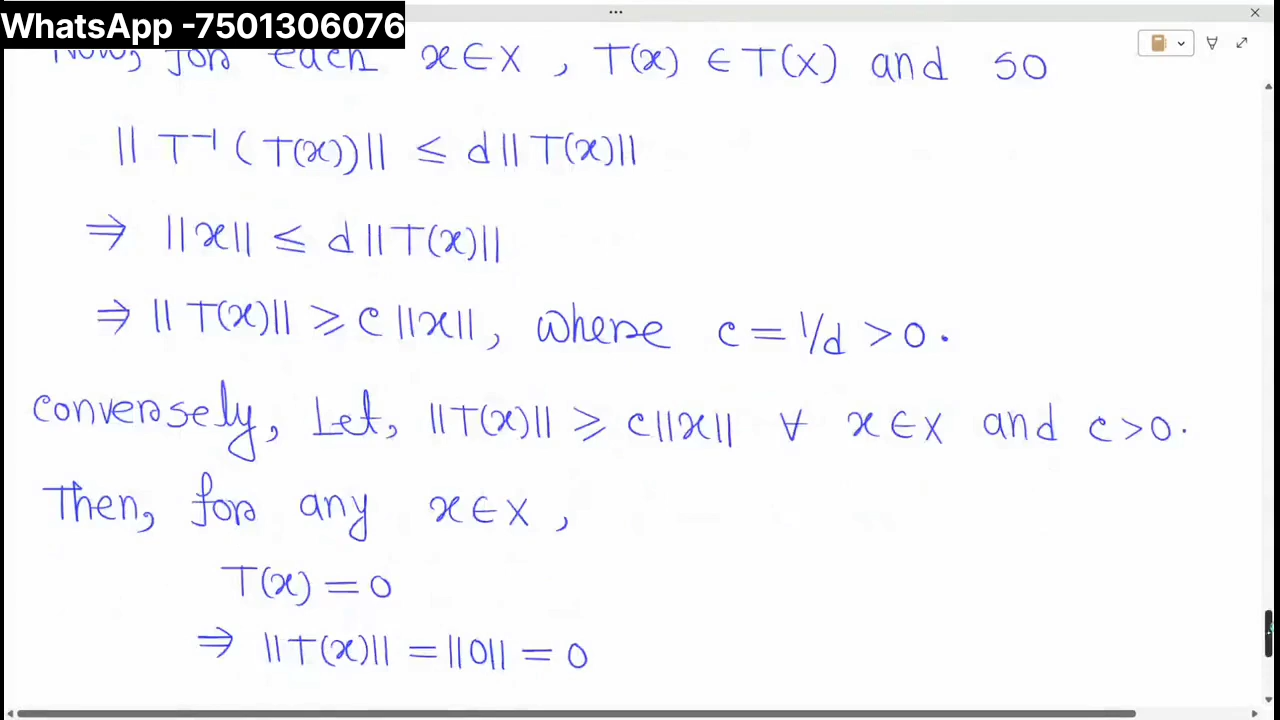 WhatsApp -7501306076
Now, for each x∈X, T(x) ∈ T(X) and so
||T⁻¹(T(x))|| ≤ d||T(x)||
⇒ ||x|| ≤ d||T(x)||
⇒ ||T(x)|| ⩾ c||x||, where c = 1/d > 0.
conversely, Let, ||T(x)|| ⩾ c||x|| ∀ x∈X and c>0.
Then, for any x∈X,
T(x) = 0
⇒ ||T(x)|| = ||0|| = 0